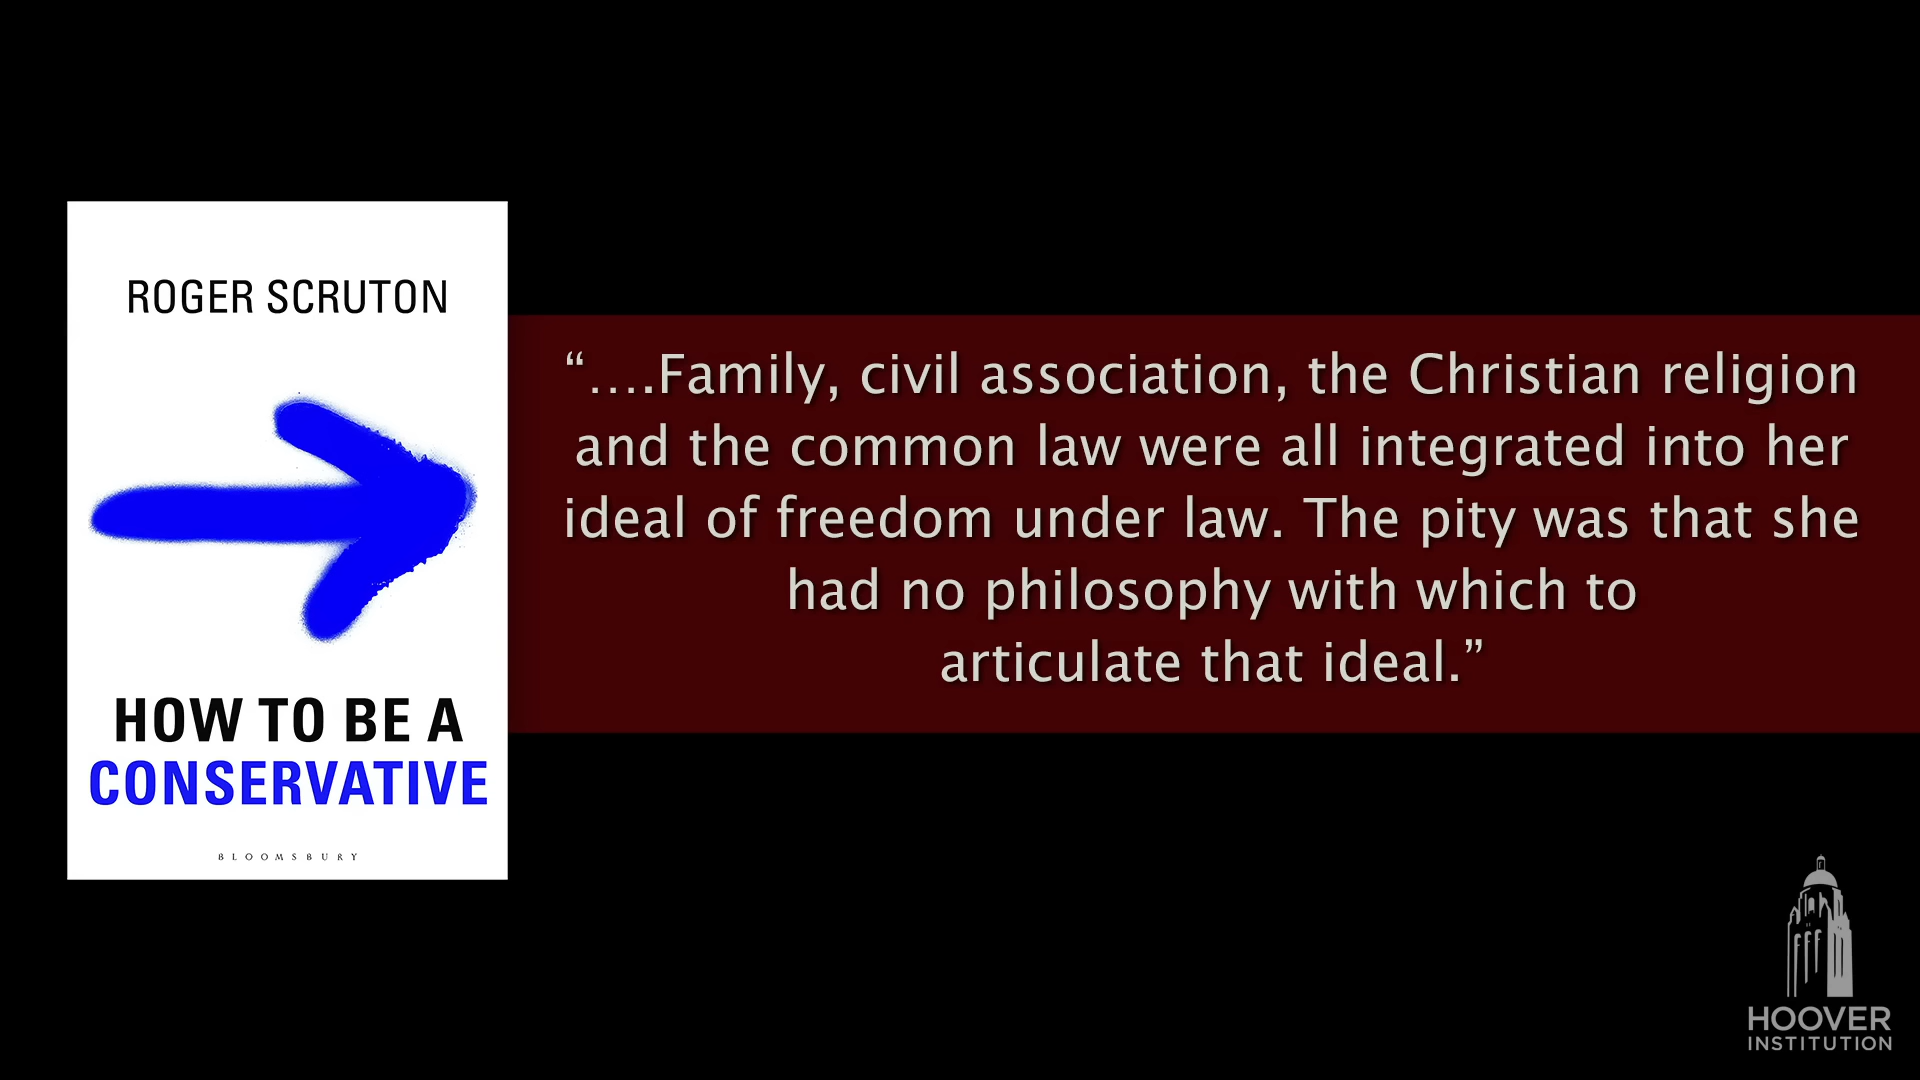 ROGER SCRUTON
HOW TO BE A
CONSERVATIVE
BLOOMSBURY
“....Family, civil association, the Christian religion
and the common law were all integrated into her
ideal of freedom under law. The pity was that she
had no philosophy with which to
articulate that ideal.”
HOOVER
INSTITUTION